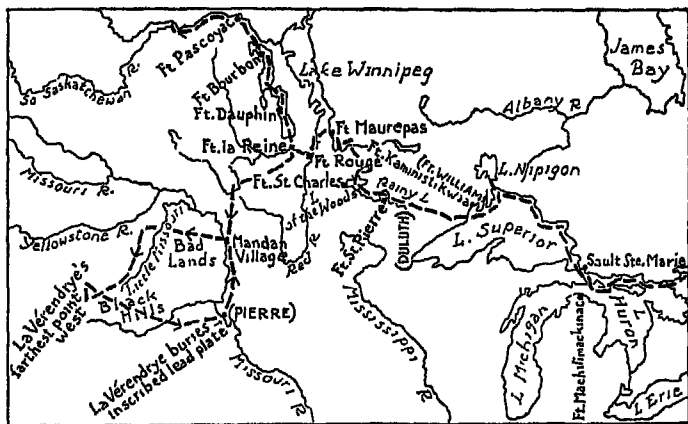 Ft. Pascoyac
So. Saskatchewan R.
Ft. Bourbon
Lake Winnipeg
James
Bay
Albany R
Ft. Dauphin
Ft. la Reine
Ft Maurepas
Ft. Kaministikwia
(Ft. WILLIAM)
L. Nipigon
Ft Rouge
Missouri R.
Ft. St Charles
Rainy L
L. of the Woods
Yellowstone R.
Little Missouri
Bad
Lands
Mandan
Village
Red R
Ft. St. Pierre
(DULUTH)
L. Superior
Sault Ste. Marie
La Vérendrye's
farthest point
west
Black
Hills
(PIERRE)
La Vérendrye buries
inscribed lead plate
Missouri R
Mississippi R
L Michigan
Ft. Machilimackinac
L Huron
L Erie